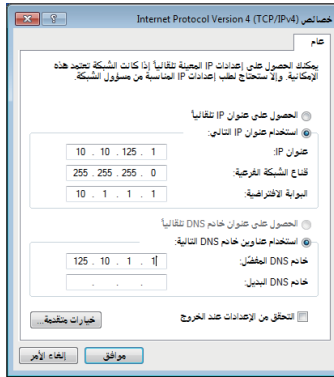 خصائص Internet Protocol Version 4 (TCP/IPv4)
عام
يمكنك الحصول على إعدادات IP المعينة تلقائياً إذا كانت الشبكة تعتمد هذه
الإمكانية. وإلا ستحتاج لطلب إعدادات IP المناسبة من مسؤول الشبكة.
الحصول على عنوان IP تلقائياً
استخدام عنوان IP التالي:
عنوان IP: 10 . 10 . 125 . 1
قناع الشبكة الفرعية: 255 . 255 . 255 . 0
البوابة الافتراضية: 10 . 1 . 1 . 1
الحصول على عنوان خادم DNS تلقائياً
استخدام عناوين خادم DNS التالية:
خادم DNS المفضّل: 125 . 10 . 1 . 1
خادم DNS البديل: . . .
التحقق من الإعدادات عند الخروج
خيارات متقدمة...
موافق
إلغاء الأمر